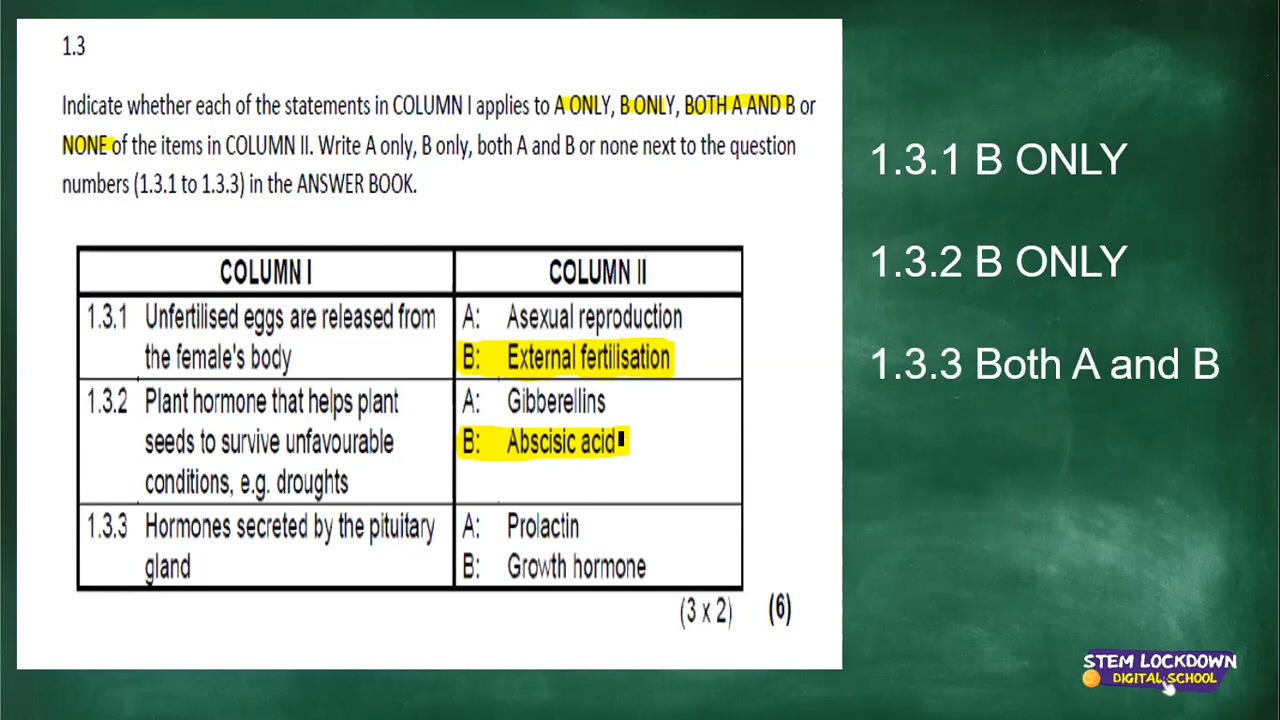 1.3
Indicate whether each of the statements in COLUMN I applies to A ONLY, B ONLY, BOTH A AND B or
NONE of the items in COLUMN II. Write A only, B only, both A and B or none next to the question
numbers (1.3.1 to 1.3.3) in the ANSWER BOOK.
COLUMN I COLUMN II
1.3.1 Unfertilised eggs are released from A: Asexual reproduction
the female's body B: External fertilisation
1.3.2 Plant hormone that helps plant A: Gibberellins
seeds to survive unfavourable B: Abscisic acid
conditions, e.g. droughts
1.3.3 Hormones secreted by the pituitary A: Prolactin
gland B: Growth hormone
(3 x 2) (6)
1.3.1 B ONLY
1.3.2 B ONLY
1.3.3 Both A and B
STEM LOCKDOWN
DIGITAL SCHOOL